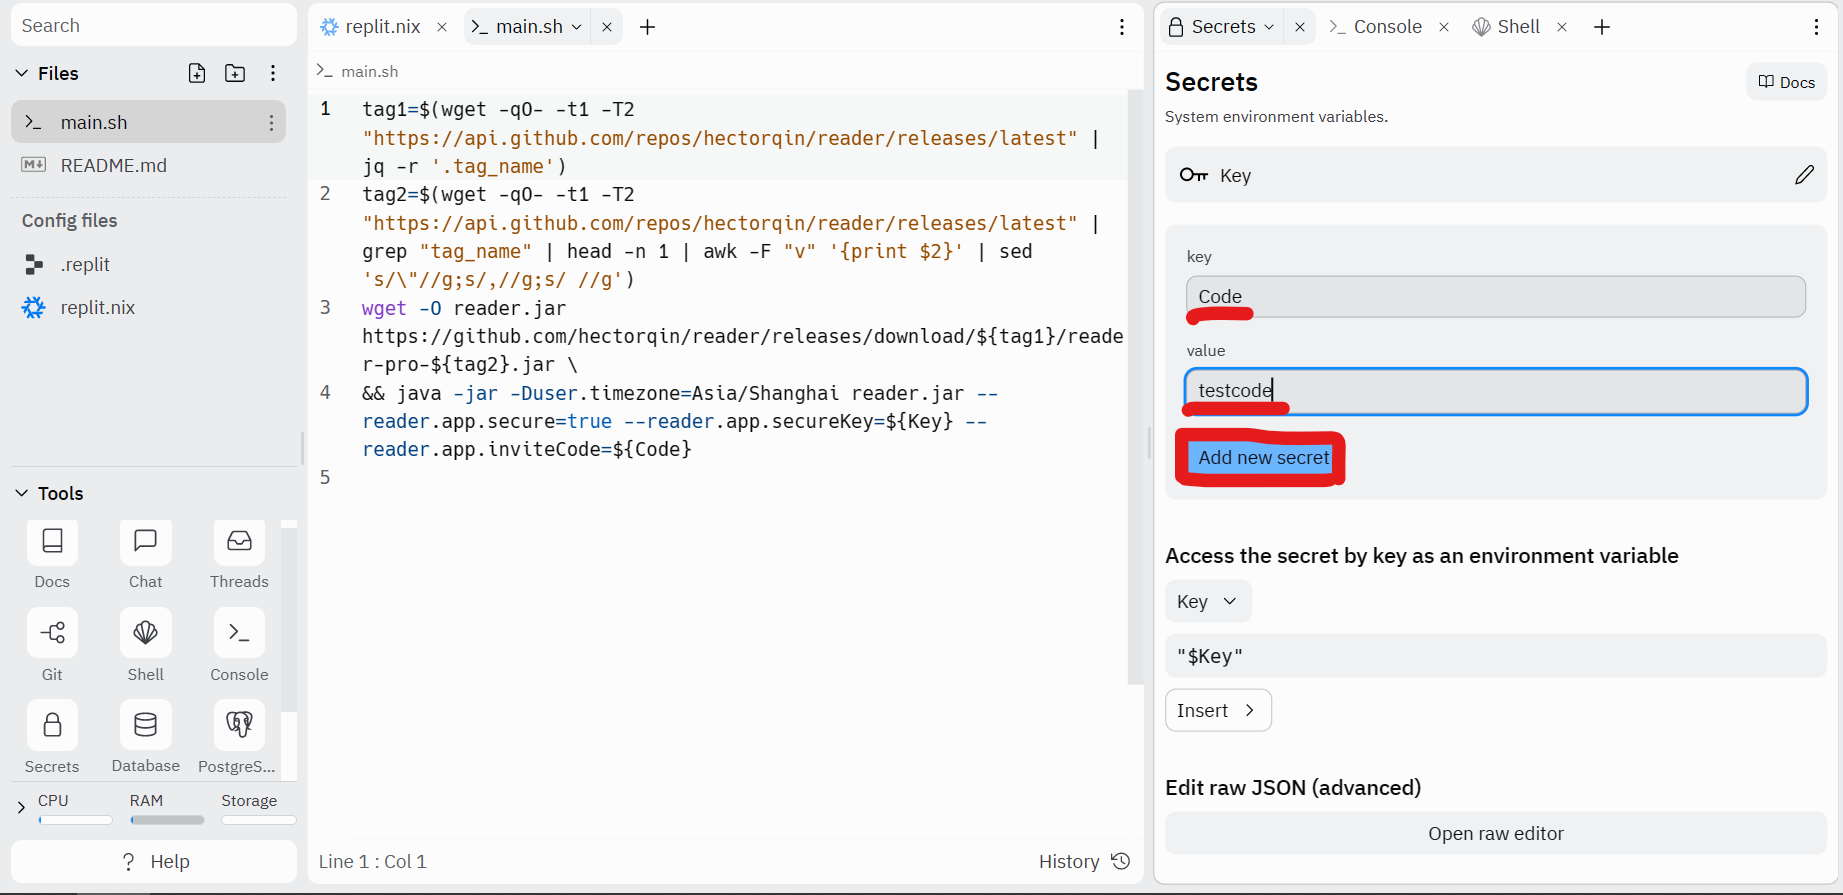 Search
Files
main.sh
README.md
Config files
.replit
replit.nix
Tools
Docs
Chat
Threads
Git
Shell
Console
Secrets
Database
PostgreS...
CPU
RAM
Storage
? Help
replit.nix
main.sh
main.sh
1 tag1=$(wget -qO- -t1 -T2
"https://api.github.com/repos/hectorqin/reader/releases/latest" |
jq -r '.tag_name')
2 tag2=$(wget -qO- -t1 -T2
"https://api.github.com/repos/hectorqin/reader/releases/latest" |
grep "tag_name" | head -n 1 | awk -F "v" '{print $2}' | sed
's/\"//g;s/,//g;s/ //g')
3 wget -O reader.jar
https://github.com/hectorqin/reader/releases/download/${tag1}/reade
r-pro-${tag2}.jar \
4 && java -jar -Duser.timezone=Asia/Shanghai reader.jar --
reader.app.secure=true --reader.app.secureKey=${Key} --
reader.app.inviteCode=${Code}
5
Line 1 : Col 1
History
Secrets
Console
Shell
Secrets
Docs
System environment variables.
Key
key
Code
value
testcode
Add new secret
Access the secret by key as an environment variable
Key
"$Key"
Insert
Edit raw JSON (advanced)
Open raw editor